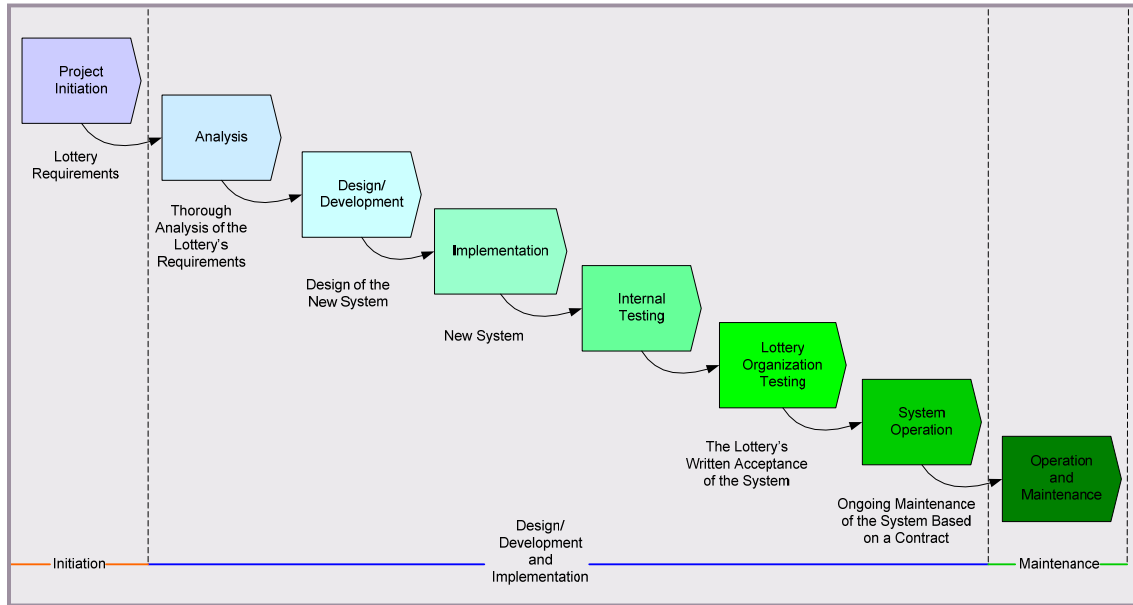 Project
Initiation
Lottery
Requirements
Analysis
Thorough
Analysis of the
Lottery's
Requirements
Design/
Development
Design of the
New System
Implementation
New System
Internal
Testing
Lottery
Organization
Testing
The Lottery's
Written Acceptance
of the System
System
Operation
Ongoing Maintenance
of the System Based
on a Contract
Operation
and
Maintenance
Initiation
Design/
Development
and
Implementation
Maintenance